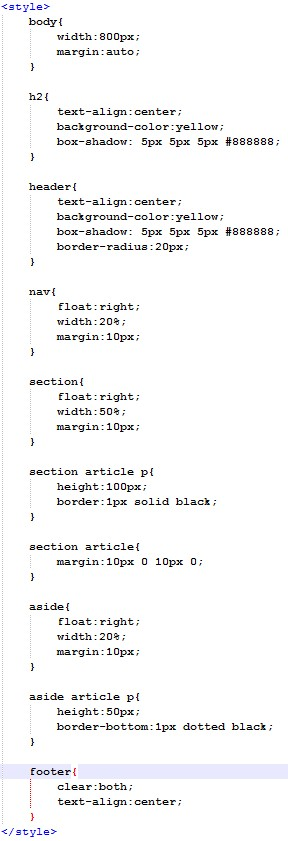 <style>
body{
width:800px;
margin:auto;
}
h2{
text-align:center;
background-color:yellow;
box-shadow: 5px 5px 5px #888888;
}
header{
text-align:center;
background-color:yellow;
box-shadow: 5px 5px 5px #888888;
border-radius:20px;
}
nav{
float:right;
width:20%;
margin:10px;
}
section{
float:right;
width:50%;
margin:10px;
}
section article p{
height:100px;
border:1px solid black;
}
section article{
margin:10px 0 10px 0;
}
aside{
float:right;
width:20%;
margin:10px;
}
aside article p{
height:50px;
border-bottom:1px dotted black;
}
footer{
clear:both;
text-align:center;
}
</style>